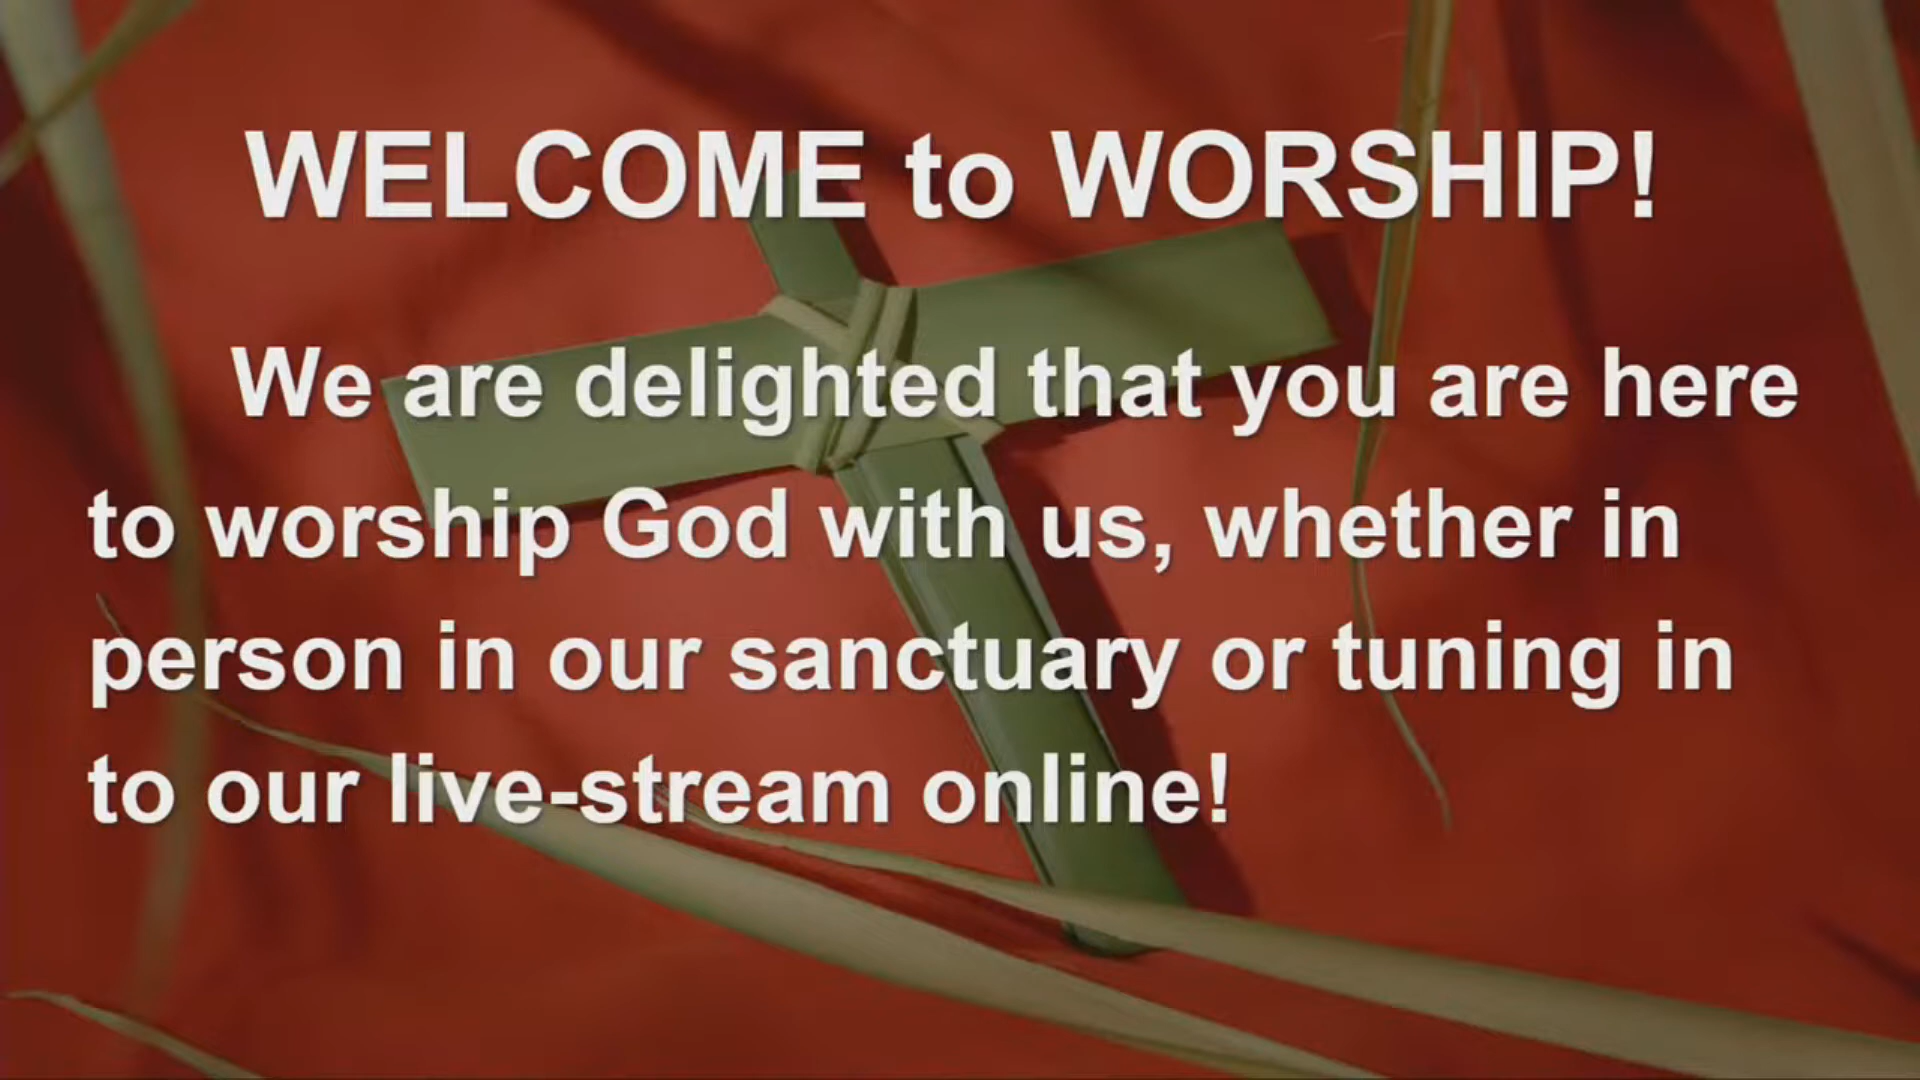 WELCOME to WORSHIP!
We are delighted that you are here
to worship God with us, whether in
person in our sanctuary or tuning in
to our live-stream online!